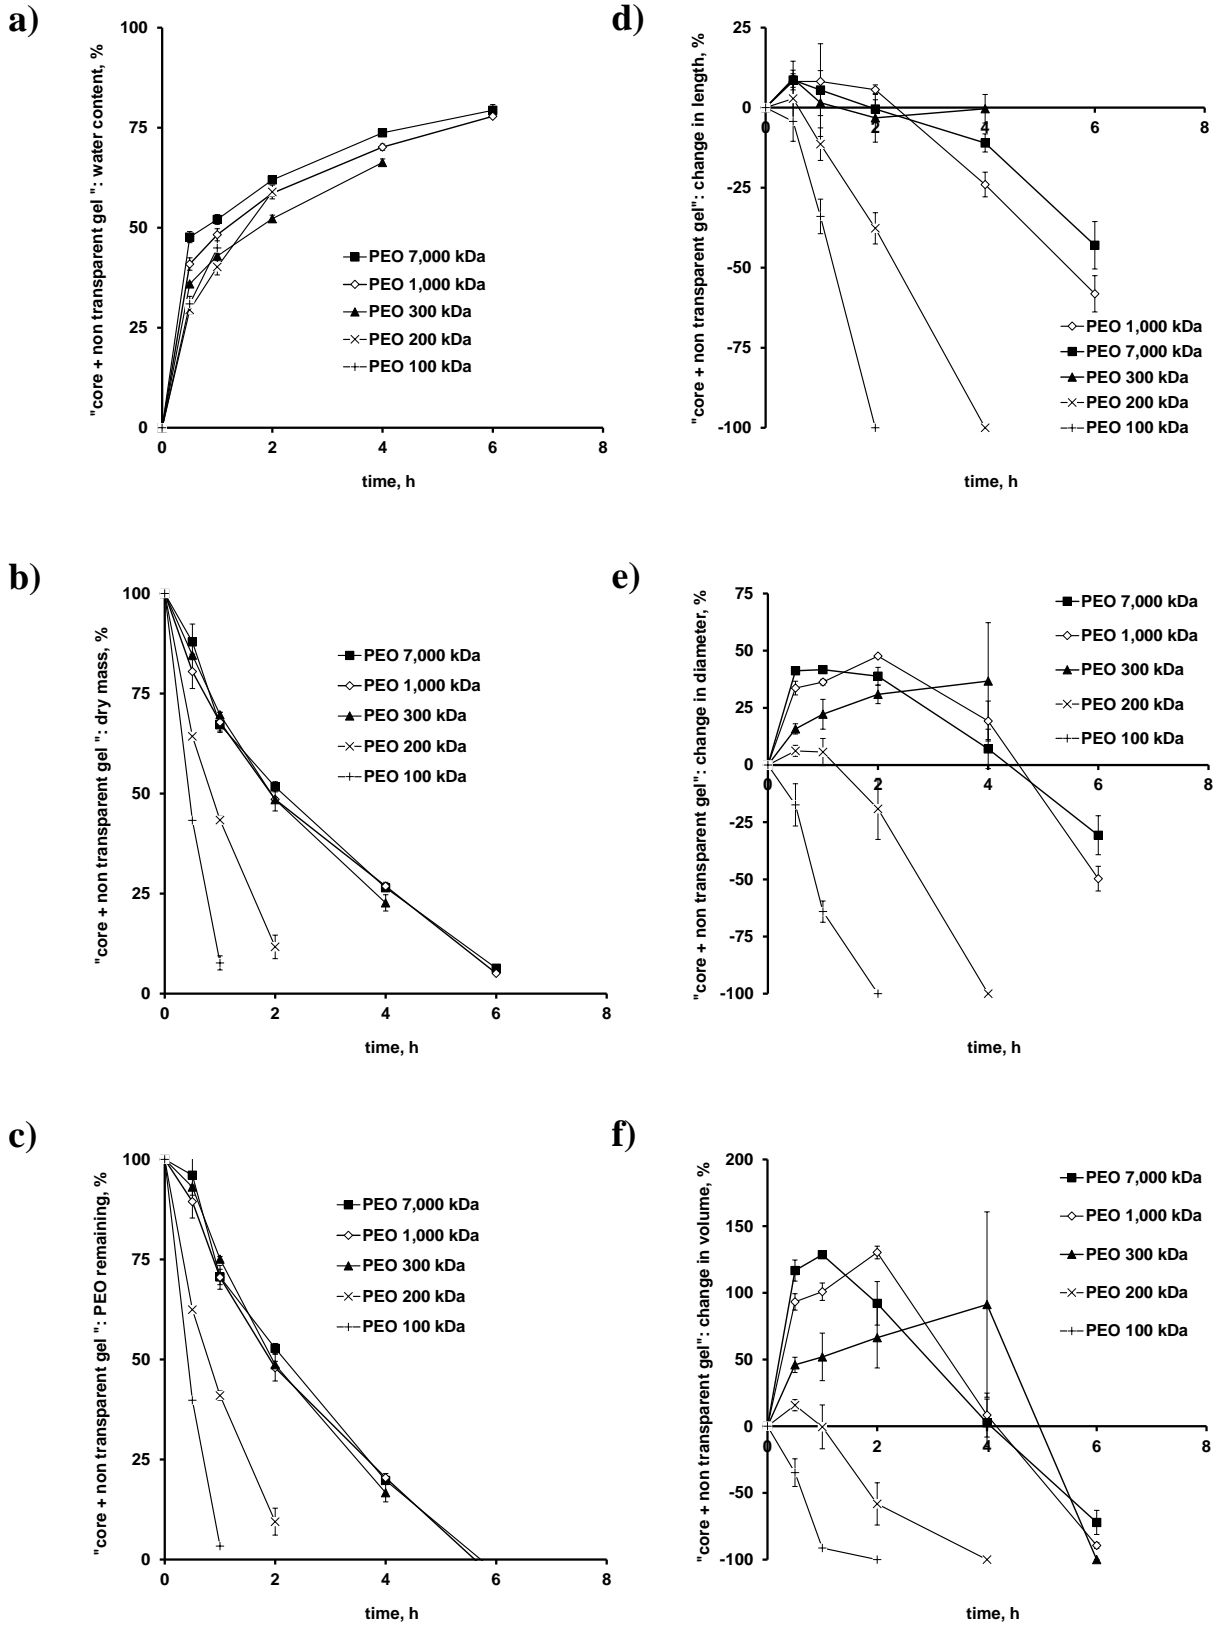 a)
"core + non transparent gel ": water content, %
100
75
50
25
0
0 2 4 6 8
time, h
PEO 7,000 kDa
PEO 1,000 kDa
PEO 300 kDa
PEO 200 kDa
PEO 100 kDa
d)
"core + non transparent gel": change in length, %
25
0
-25
-50
-75
-100
0 2 4 6 8
time, h
PEO 1,000 kDa
PEO 7,000 kDa
PEO 300 kDa
PEO 200 kDa
PEO 100 kDa
b)
"core + non transparent gel ": dry mass, %
100
75
50
25
0
0 2 4 6 8
time, h
PEO 7,000 kDa
PEO 1,000 kDa
PEO 300 kDa
PEO 200 kDa
PEO 100 kDa
e)
"core + non transparent gel": change in diameter, %
75
50
25
0
-25
-50
-75
-100
0 2 4 6 8
time, h
PEO 7,000 kDa
PEO 1,000 kDa
PEO 300 kDa
PEO 200 kDa
PEO 100 kDa
c)
"core + non transparent gel ": PEO remaining, %
100
75
50
25
0
0 2 4 6 8
time, h
PEO 7,000 kDa
PEO 1,000 kDa
PEO 300 kDa
PEO 200 kDa
PEO 100 kDa
f)
"core + non transparent gel": change in volume, %
200
150
100
50
0
-50
-100
0 2 4 6 8
time, h
PEO 7,000 kDa
PEO 1,000 kDa
PEO 300 kDa
PEO 200 kDa
PEO 100 kDa